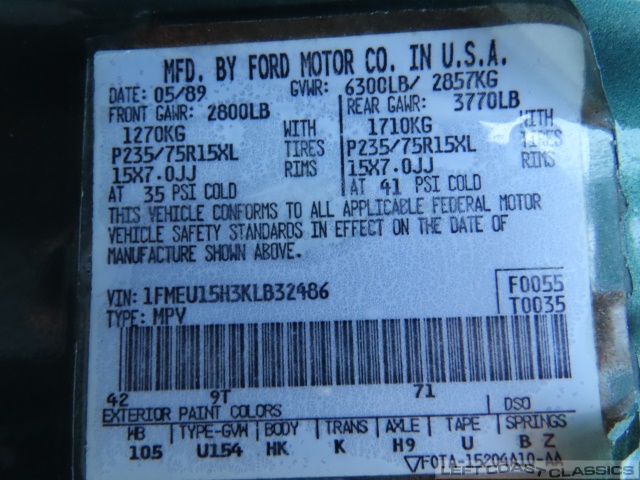 MFD. BY FORD MOTOR CO. IN U.S.A.
DATE: 05/89 GVWR: 6300LB/ 2857KG
FRONT GAWR: 2800LB REAR GAWR: 3770LB
1270KG WITH 1710KG WITH
P235/75R15XL TIRES P235/75R15XL TIRES
15X7.0JJ RIMS 15X7.0JJ RIMS
AT 35 PSI COLD AT 41 PSI COLD
THIS VEHICLE CONFORMS TO ALL APPLICABLE FEDERAL MOTOR
VEHICLE SAFETY STANDARDS IN EFFECT ON THE DATE OF
MANUFACTURE SHOWN ABOVE.
VIN: 1FMEU15H3KLB32486 F0055
TYPE: MPV T0035
42 9T 71
EXTERIOR PAINT COLORS DSO
WB TYPE-GVW BODY TRANS AXLE TAPE SPRINGS
105 U154 HK K H9 U B Z
F0TA-15204A10-AA
LEFT COAST CLASSICS